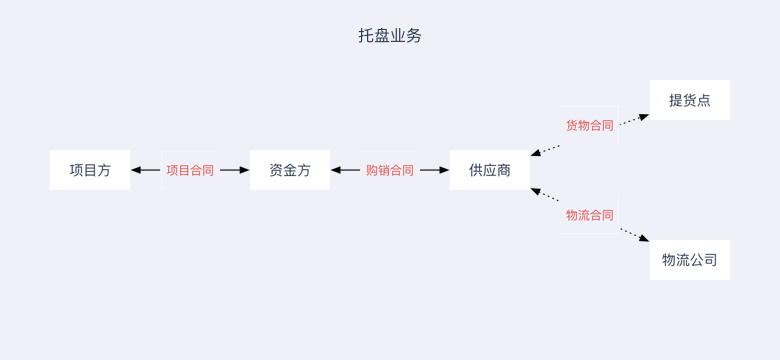 托盘业务
提货点
货物合同
项目方
项目合同
资金方
购销合同
供应商
物流合同
物流公司